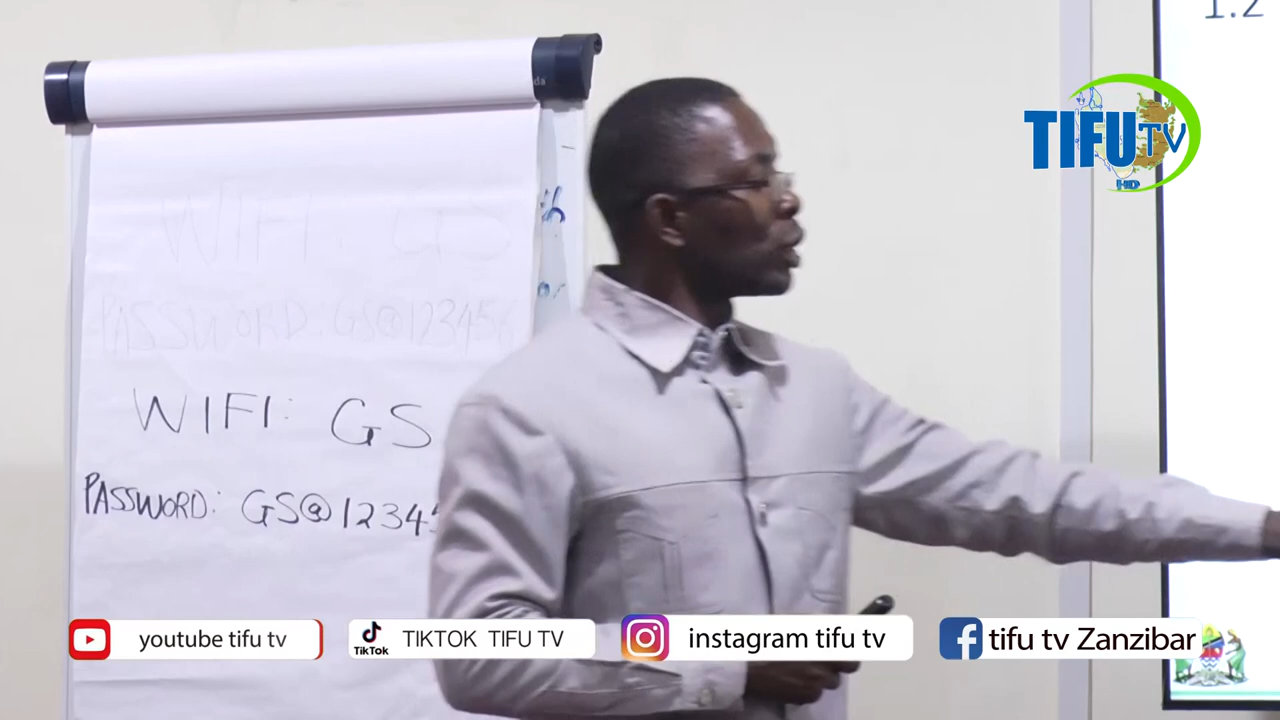 1.2
TIFU TV
HD
WIFI: GS
PASSWORD: GS@123456
WIFI: GS
PASSWORD: GS@1234
youtube tifu tv
TikTok
TIKTOK TIFU TV
instagram tifu tv
tifu tv Zanzibar